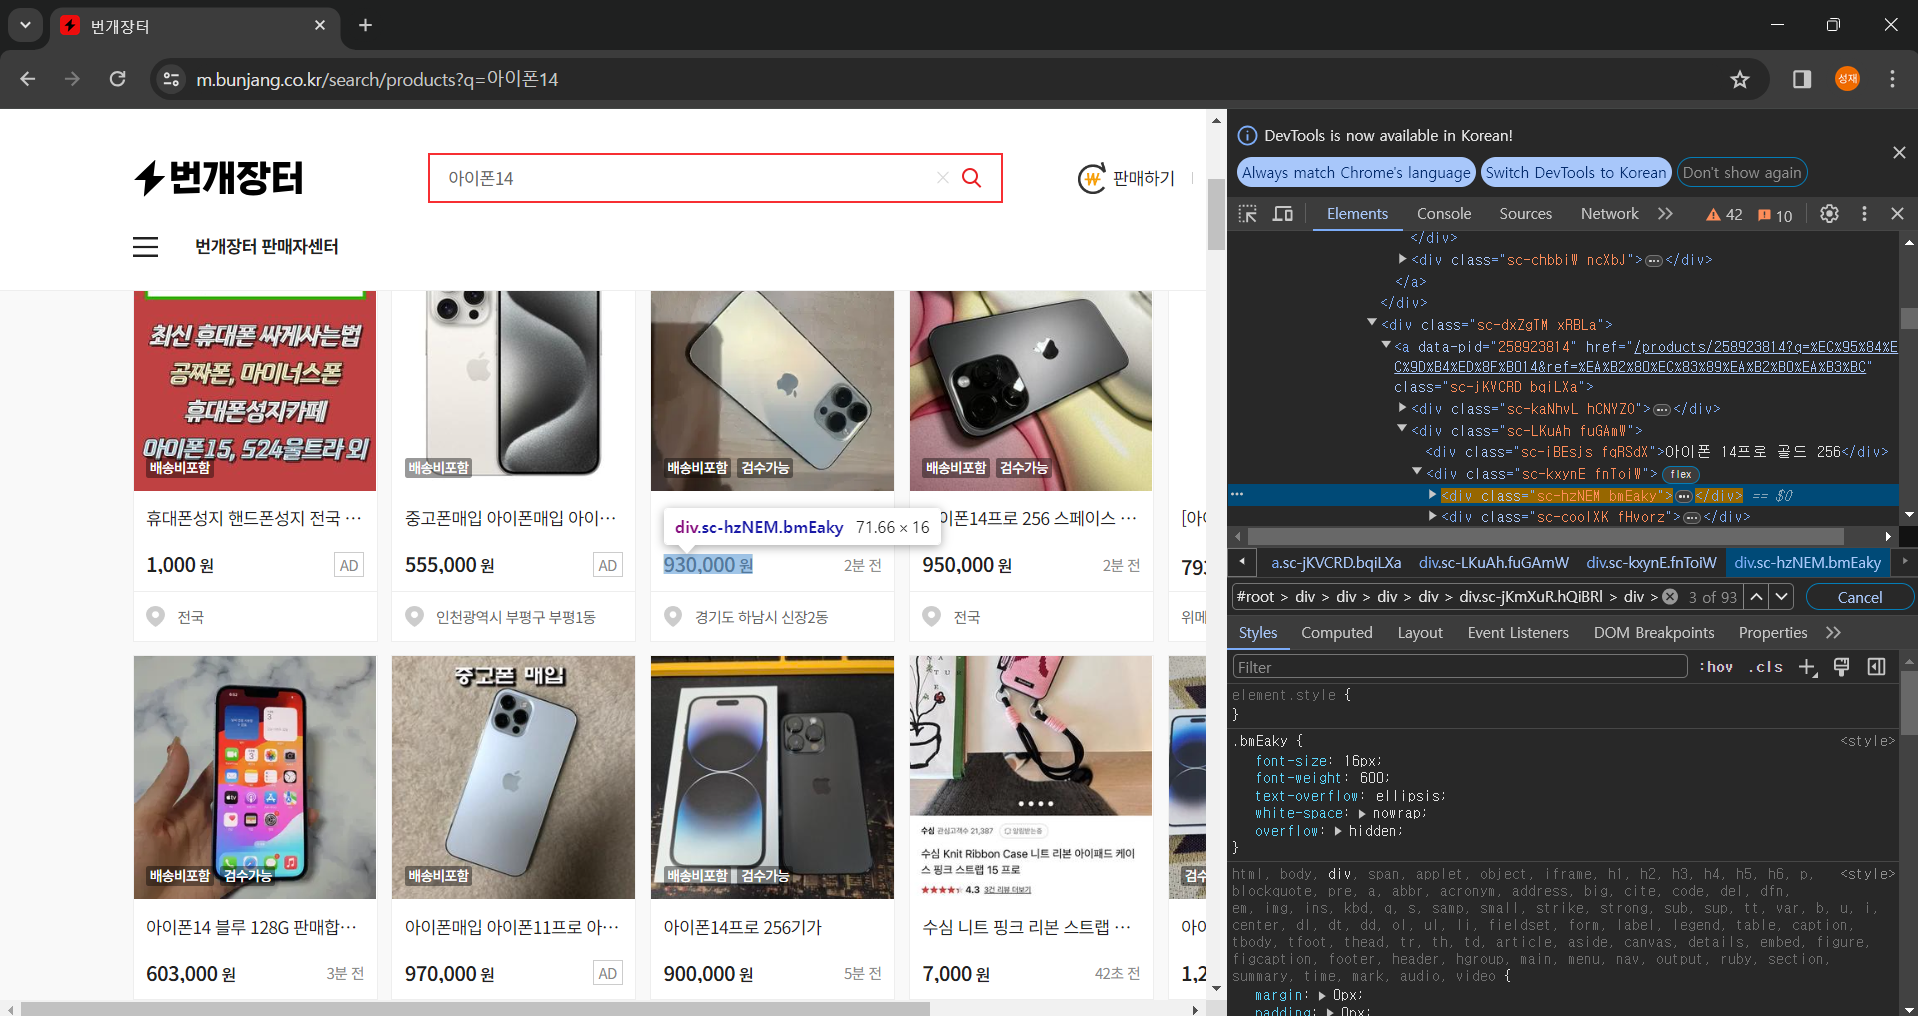 번개장터
m.bunjang.co.kr/search/products?q=아이폰14
성재
번개장터
아이폰14
판매하기
번개장터 판매자센터
최신 휴대폰 싸게사는법
공짜폰, 마이너스폰
휴대폰성지카페
아이폰15, S24울트라 외
배송비포함
배송비포함
배송비포함 검수가능
배송비포함 검수가능
휴대폰성지 핸드폰성지 전국 ···
중고폰매입 아이폰매입 아이···
div.sc-hzNEM.bmEaky 71.66 × 16
이폰14프로 256 스페이스 ···
1,000 원 AD
555,000 원 AD
930,000 원 2분 전
950,000 원 2분 전
793
전국
인천광역시 부평구 부평1동
경기도 하남시 신장2동
전국
위메
중고폰 매입
배송비포함 검수가능
배송비포함
배송비포함 검수가능
수심 관심고객수 21,387 알림받는중
수심 Knit Ribbon Case 니트 리본 아이패드 케이
스 핑크 스트랩 15 프로
4.3 3건 리뷰 더보기
검수
아이폰14 블루 128G 판매합···
아이폰매입 아이폰11프로 아···
아이폰14프로 256기가
수심 니트 핑크 리본 스트랩 ···
603,000 원 3분 전
970,000 원 AD
900,000 원 5분 전
7,000 원 42초 전
1,2
DevTools is now available in Korean!
Always match Chrome's language Switch DevTools to Korean Don't show again
Elements Console Sources Network 42 10
</div>
<div class="sc-chbbiW ncXbJ">…</div>
</a>
</div>
<div class="sc-dxZgTM xRBLa">
<a data-pid="258923814" href="/products/258923814?q=%EC%95%84%E
C%9D%B4%ED%8F%B014&ref=%EA%B2%80%EC%83%89%EA%B2%B0%EA%B3%BC"
class="sc-jKVCRD bqiLXa">
<div class="sc-kaNhvL hCNYZO">…</div>
<div class="sc-LKuAh fuGAmW">
<div class="sc-iBEsjs fqRSdX">아이폰 14프로 골드 256</div>
<div class="sc-kxynE fnToiW"> flex
<div class="sc-hzNEM bmEaky">…</div> == $0
<div class="sc-coolXK fHvorz">…</div>
a.sc-jKVCRD.bqiLXa div.sc-LKuAh.fuGAmW div.sc-kxynE.fnToiW div.sc-hzNEM.bmEaky
#root > div > div > div > div > div.sc-jKmXuR.hQiBRl > div > 3 of 93 Cancel
Styles Computed Layout Event Listeners DOM Breakpoints Properties
Filter :hov .cls
element.style {
}
.bmEaky { <style>
font-size: 16px;
font-weight: 600;
text-overflow: ellipsis;
white-space: nowrap;
overflow: hidden;
}
html, body, div, span, applet, object, iframe, h1, h2, h3, h4, h5, h6, p, <style>
blockquote, pre, a, abbr, acronym, address, big, cite, code, del, dfn,
em, img, ins, kbd, q, s, samp, small, strike, strong, sub, sup, tt, var, b, u, i,
center, dl, dt, dd, ol, ul, li, fieldset, form, label, legend, table, caption,
tbody, tfoot, thead, tr, th, td, article, aside, canvas, details, embed, figure,
figcaption, footer, header, hgroup, main, menu, nav, output, ruby, section,
summary, time, mark, audio, video {
margin: 0px;
padding: 0px;